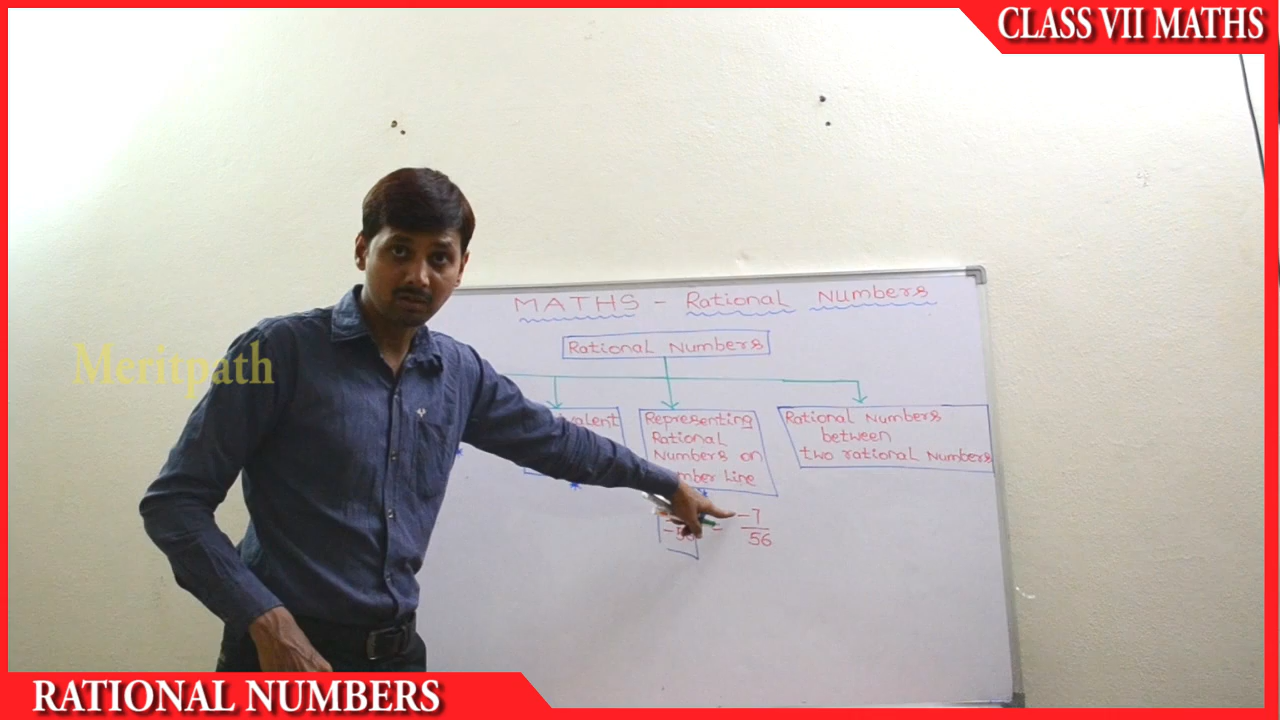 CLASS VII MATHS
MATHS - Rational Numbers
Rational Numbers
Representing
Rational
Numbers on
Line
Rational Numbers
between
two rational Numbers
-7
56
Meritpath
RATIONAL NUMBERS